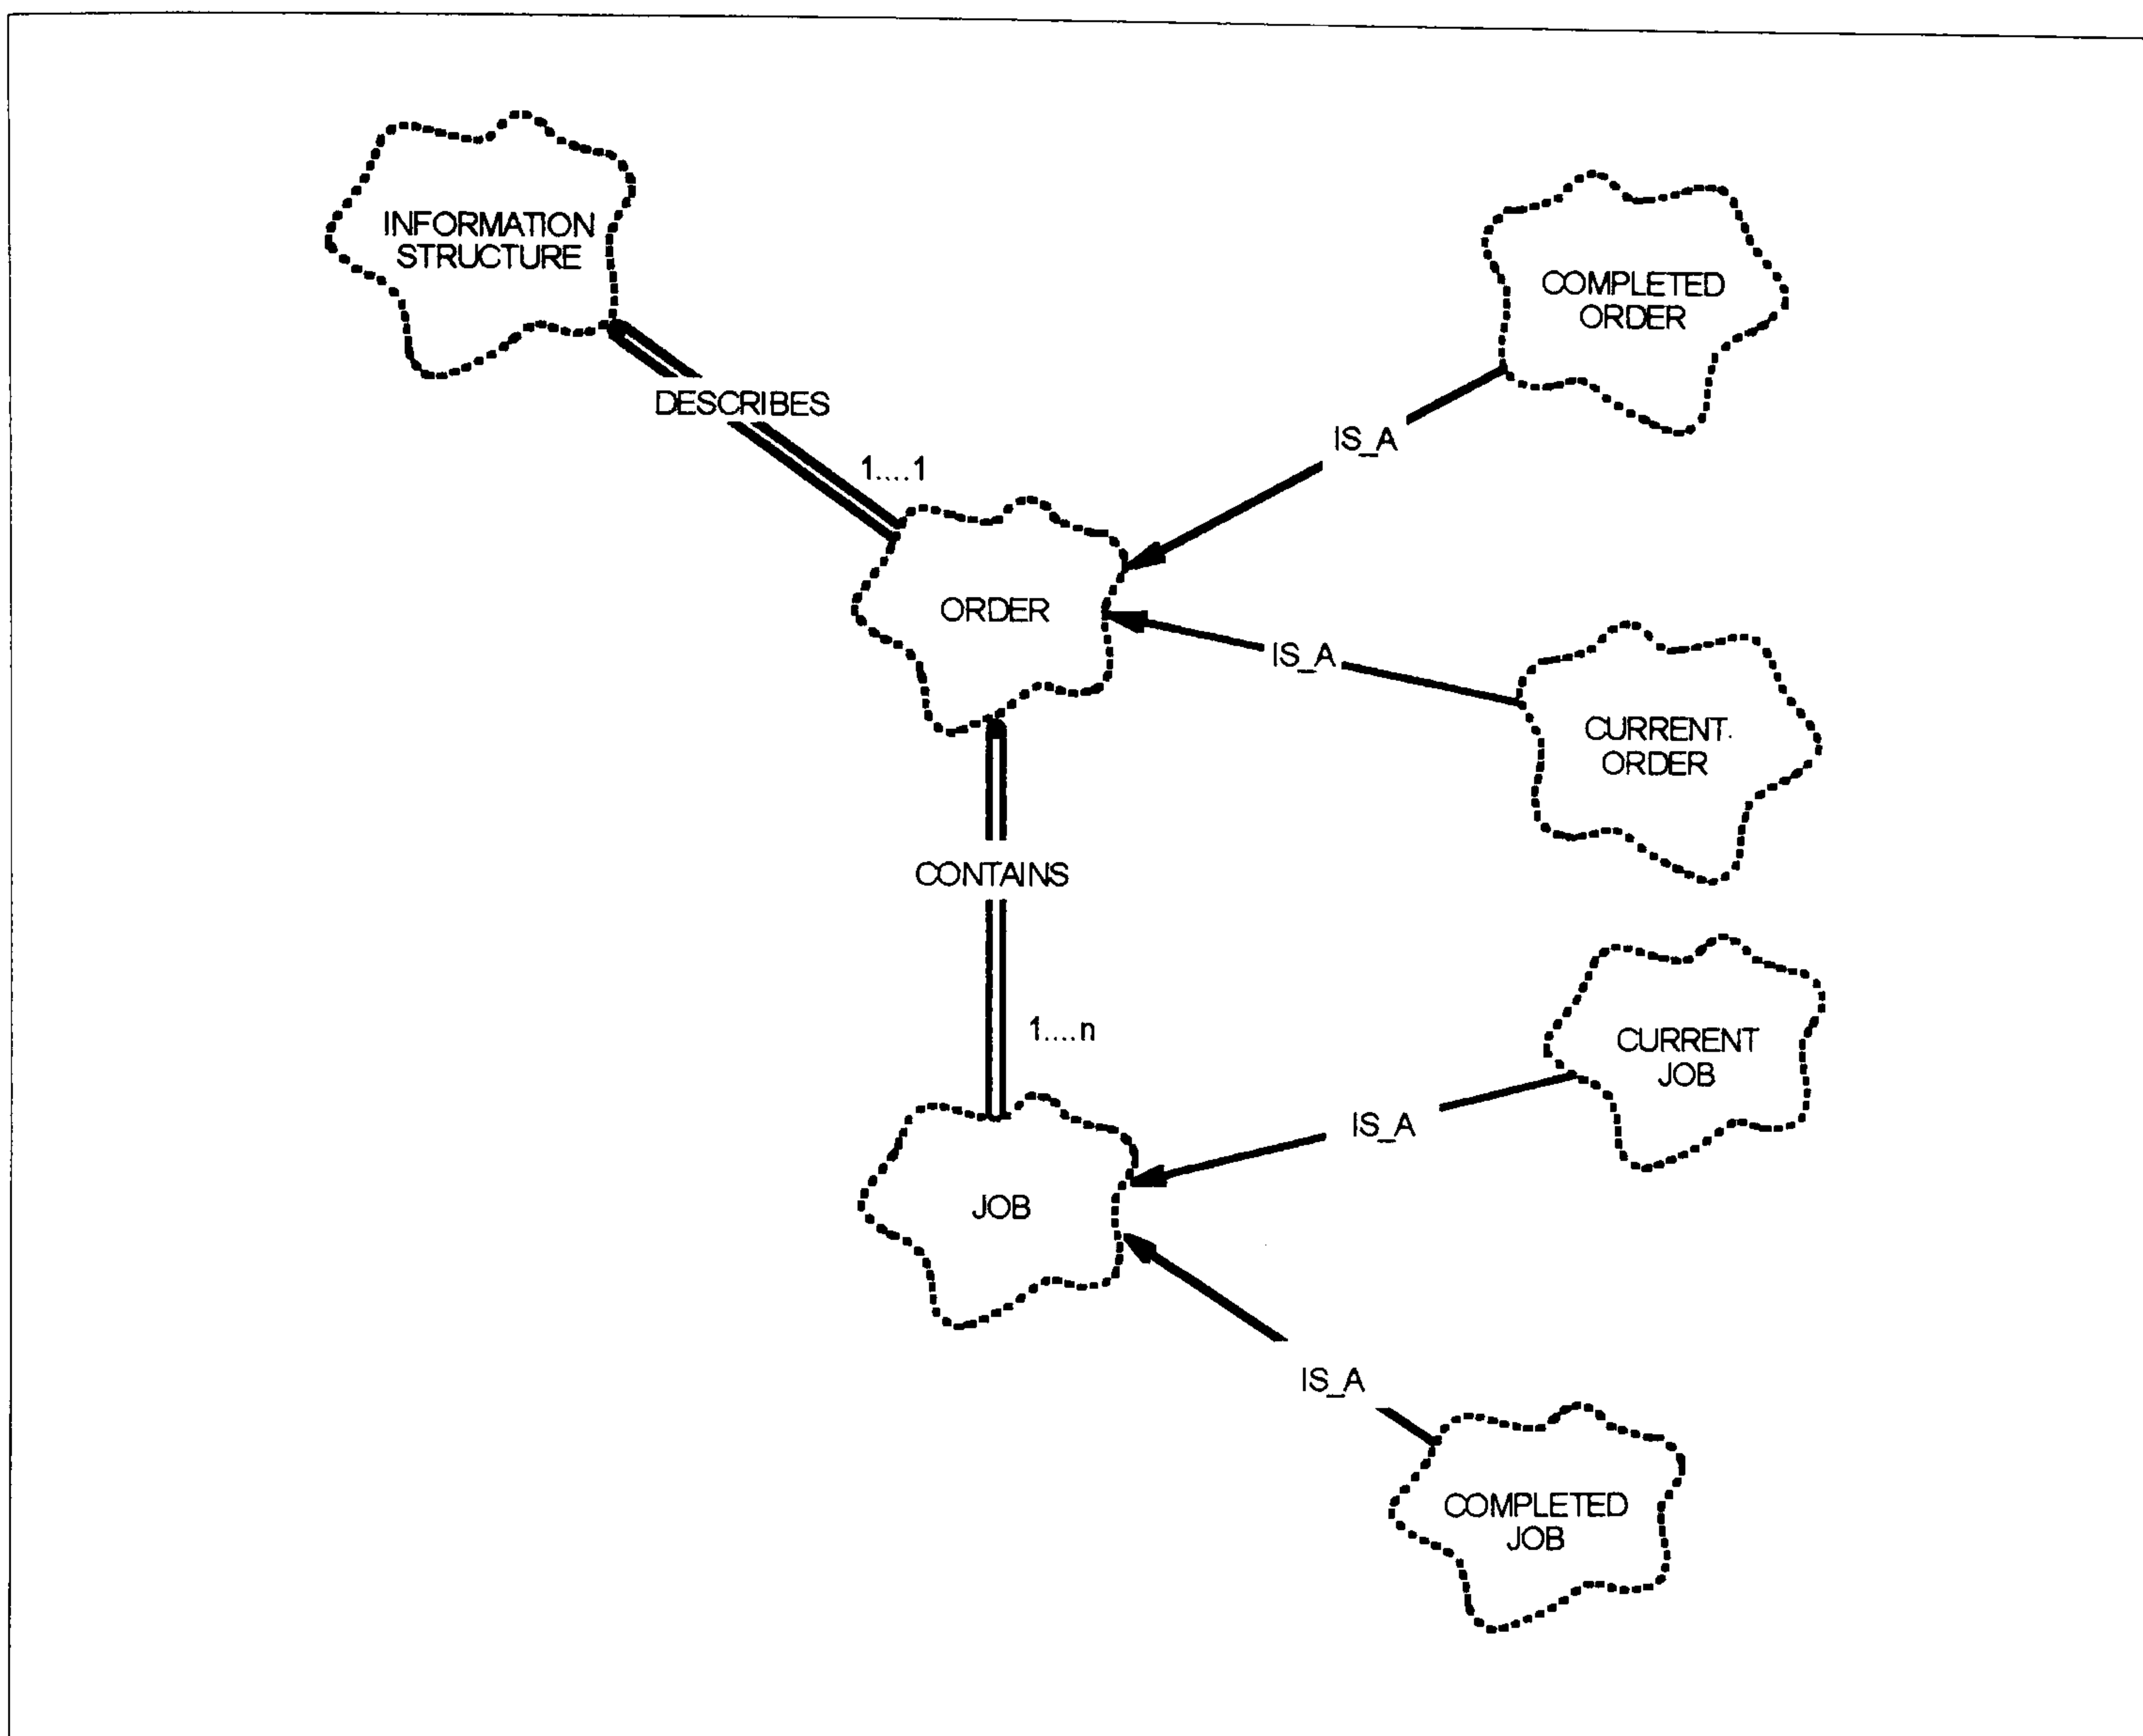 INFORMATION
STRUCTURE
COMPLETED
ORDER
DESCRIBES
IS_A
1....1
ORDER
IS_A
CURRENT
ORDER
CONTAINS
1....n
CURRENT
JOB
IS_A
JOB
IS_A
COMPLETED
JOB